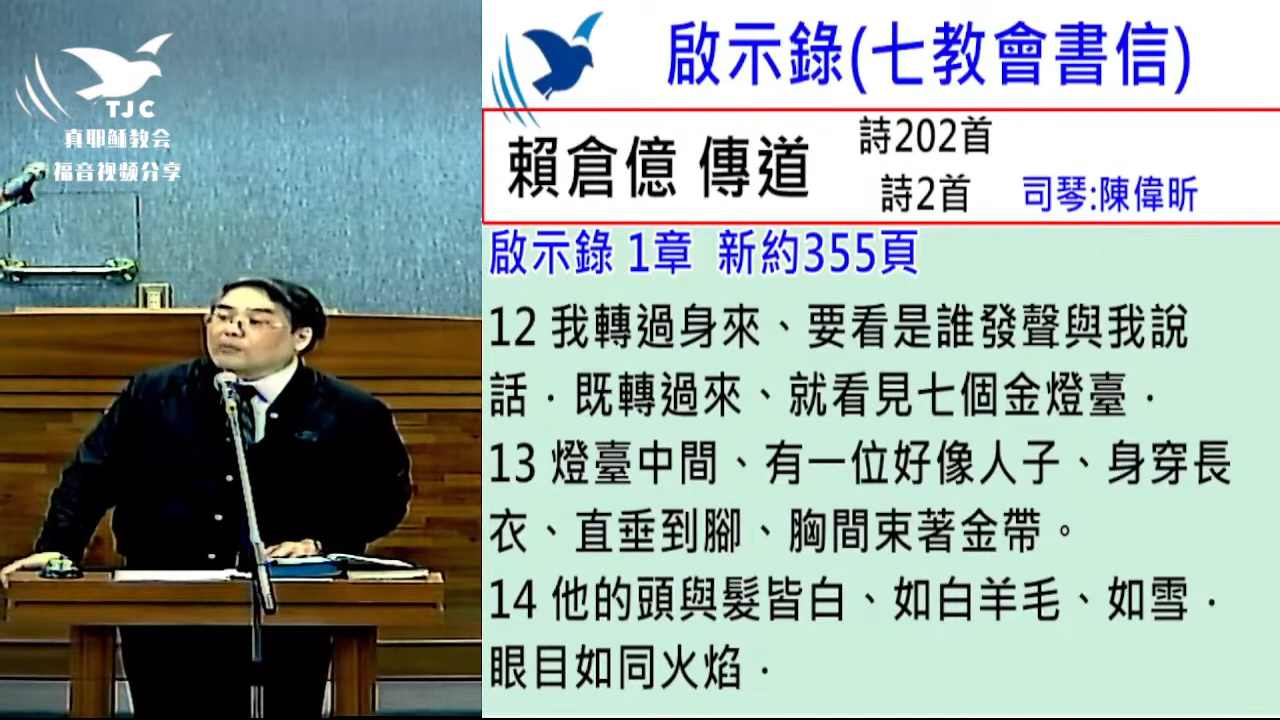 TJC
真耶稣教会
福音视频分享
啟示錄(七教會書信)
賴倉億 傳道
詩202首
詩2首
司琴:陳偉昕
啟示錄 1章 新約355頁
12 我轉過身來、要看是誰發聲與我說
話．既轉過來、就看見七個金燈臺．
13 燈臺中間、有一位好像人子、身穿長
衣、直垂到腳、胸間束著金帶。
14 他的頭與髮皆白、如白羊毛、如雪．
眼目如同火焰．